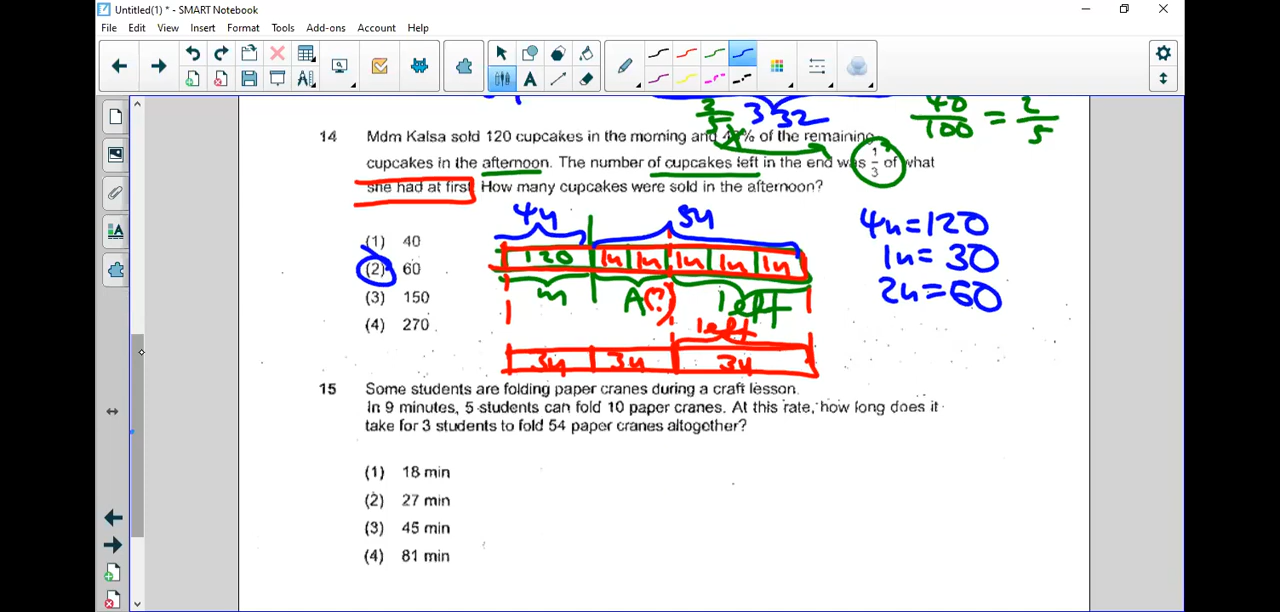 Untitled(1) * - SMART Notebook
File Edit View Insert Format Tools Add-ons Account Help
3 32
2/5
40/100 = 2/5
14 Mdm Kalsa sold 120 cupcakes in the morning and % of the remaining
cupcakes in the afternoon. The number of cupcakes left in the end was 1/3 of what
she had at first. How many cupcakes were sold in the afternoon?
4u 5u
4u=120
1u=30
2u=60
(1) 40
(2) 60
(3) 150
(4) 270
120 1u 1u 1u 1u 1u
m A(?) left
left
3u 3u 3u
15 Some students are folding paper cranes during a craft lesson.
In 9 minutes, 5 students can fold 10 paper cranes. At this rate, how long does it
take for 3 students to fold 54 paper cranes altogether?
(1) 18 min
(2) 27 min
(3) 45 min
(4) 81 min